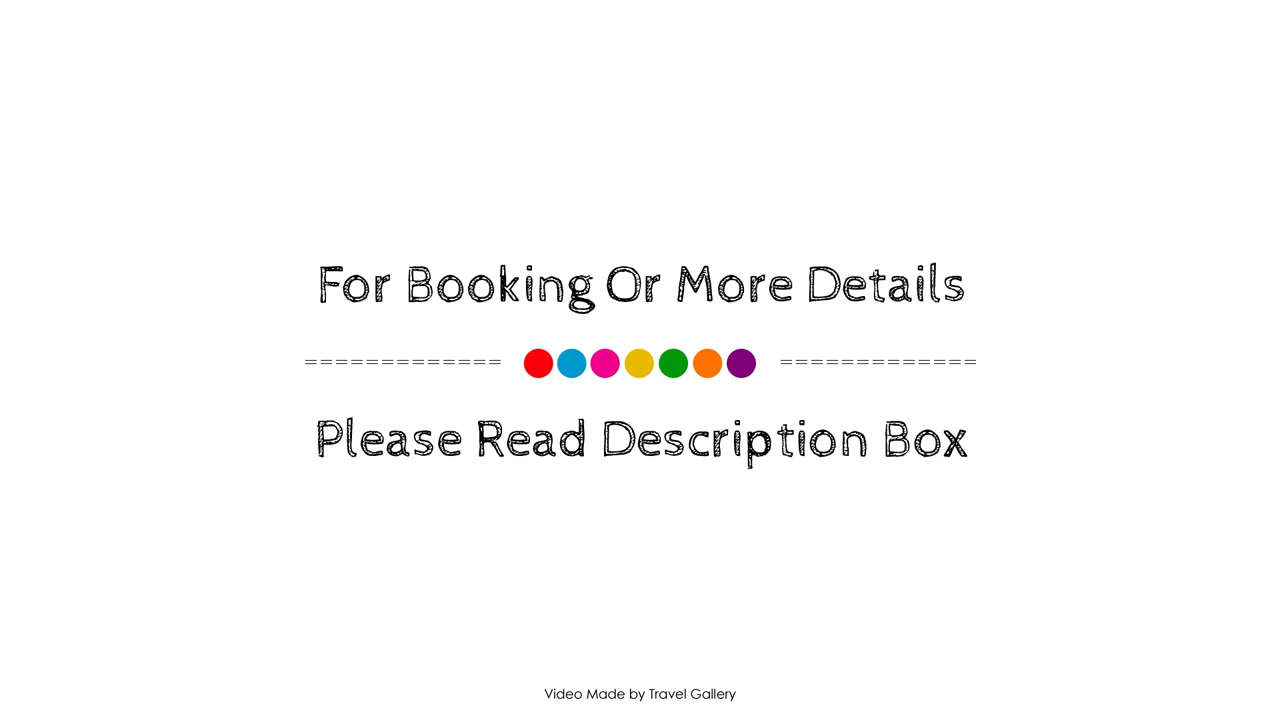 For Booking Or More Details
============= =============
Please Read Description Box
Video Made by Travel Gallery